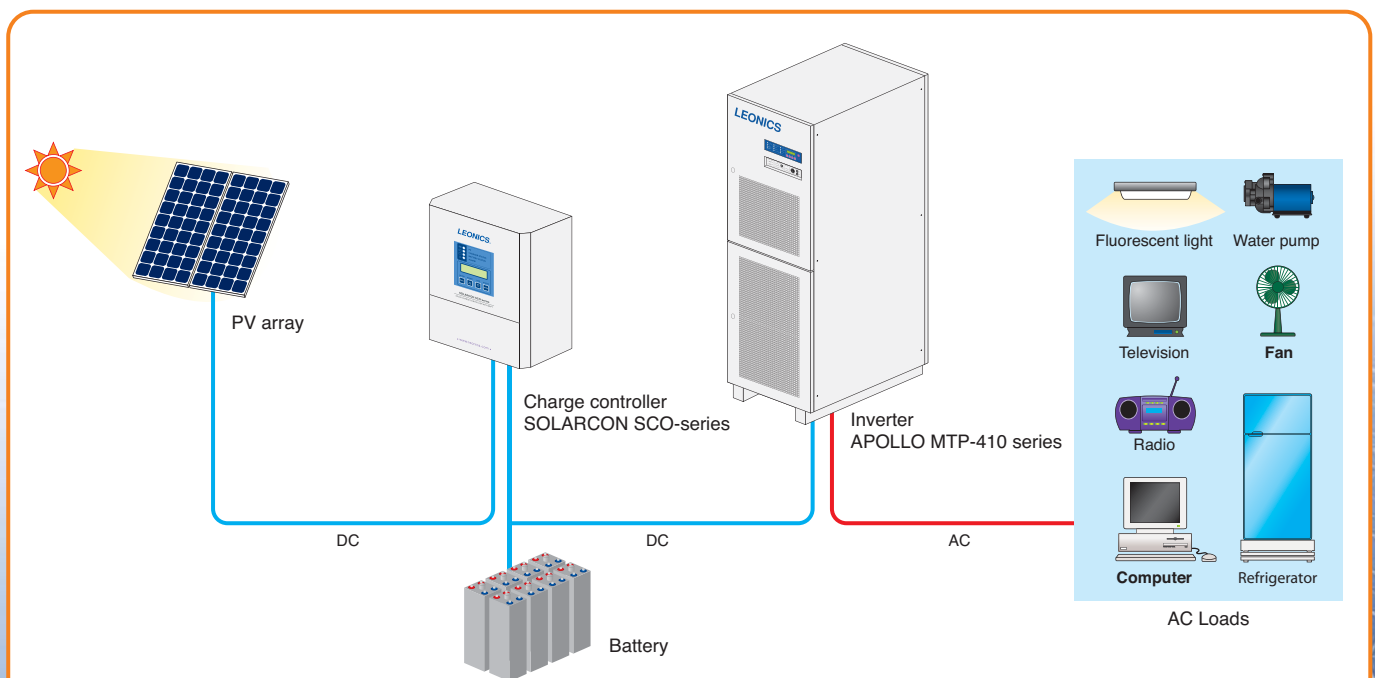 LEONICS
LEONICS
PV array
Charge controller
SOLARCON SCO-series
Inverter
APOLLO MTP-410 series
DC
DC
AC
Battery
Fluorescent light
Water pump
Television
Fan
Radio
Computer
Refrigerator
AC Loads